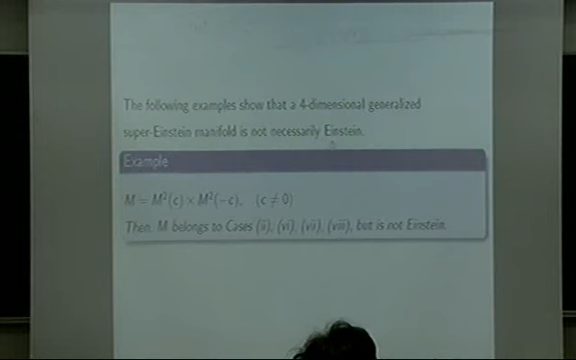 The following examples show that a 4-dimensional generalized
super-Einstein manifold is not necessarily Einstein.
Example
M = M²(c) × M²(−c), (c ≠ 0)
Then, M belongs to Cases (ii), (vi), (vii), (viii), but is not Einstein.